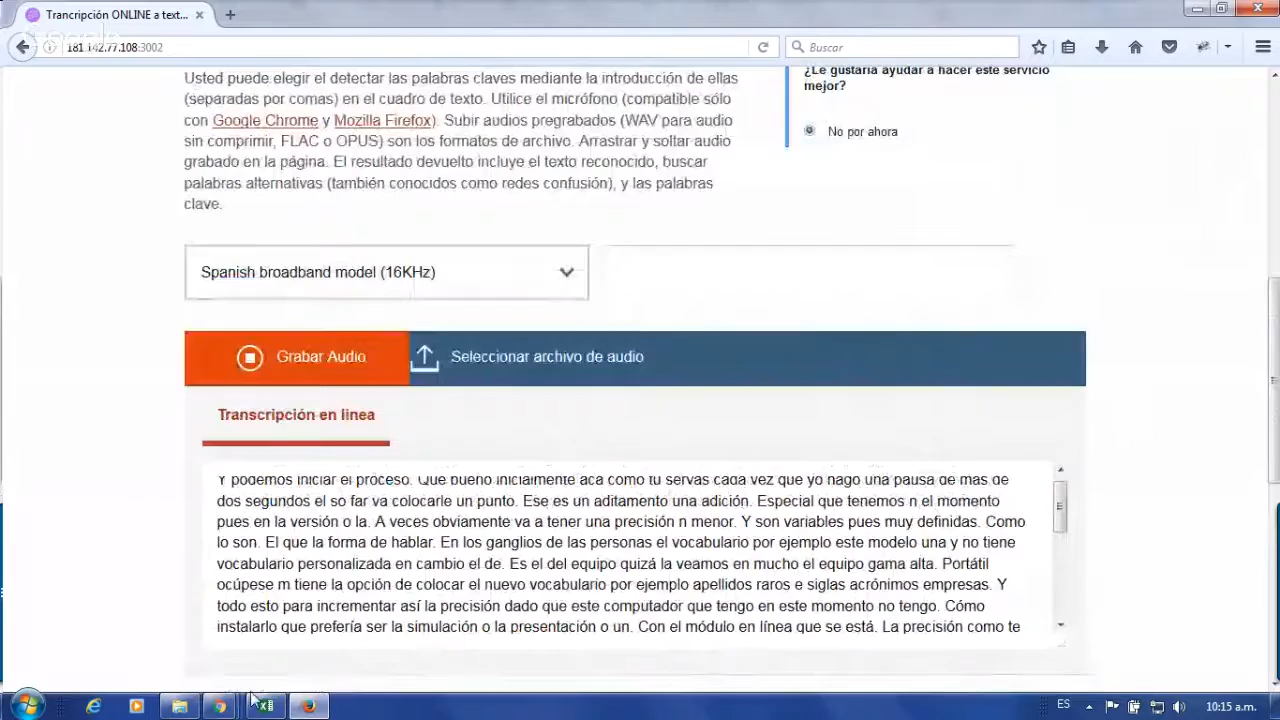 Trancripción ONLINE a text...
181.142.77.108:3002
Buscar
Usted puede elegir el detectar las palabras claves mediante la introducción de ellas
(separadas por comas) en el cuadro de texto. Utilice el micrófono (compatible sólo
con Google Chrome y Mozilla Firefox). Subir audios pregrabados (WAV para audio
sin comprimir, FLAC o OPUS) son los formatos de archivo. Arrastrar y soltar audio
grabado en la página. El resultado devuelto incluye el texto reconocido, buscar
palabras alternativas (también conocidos como redes confusión), y las palabras
clave.
¿Le gustaría ayudar a hacer este servicio
mejor?
No por ahora
Spanish broadband model (16KHz)
Grabar Audio
Seleccionar archivo de audio
Transcripción en linea
Y podemos iniciar el proceso. Que bueno inicialmente acá como tu servas cada vez que yo hago una pausa de más de
dos segundos el so far va colocarle un punto. Ese es un aditamento una adición. Especial que tenemos n el momento
pues en la versión o la. A veces obviamente va a tener una precisión n menor. Y son variables pues muy definidas. Como
lo son. El que la forma de hablar. En los ganglios de las personas el vocabulario por ejemplo este modelo una y no tiene
vocabulario personalizada en cambio el de. Es el del equipo quizá la veamos en mucho el equipo gama alta. Portátil
ocúpese m tiene la opción de colocar el nuevo vocabulario por ejemplo apellidos raros e siglas acrónimos empresas. Y
todo esto para incrementar así la precisión dado que este computador que tengo en este momento no tengo. Cómo
instalarlo que prefería ser la simulación o la presentación o un. Con el módulo en línea que se está. La precisión como te
ES
10:15 a.m.